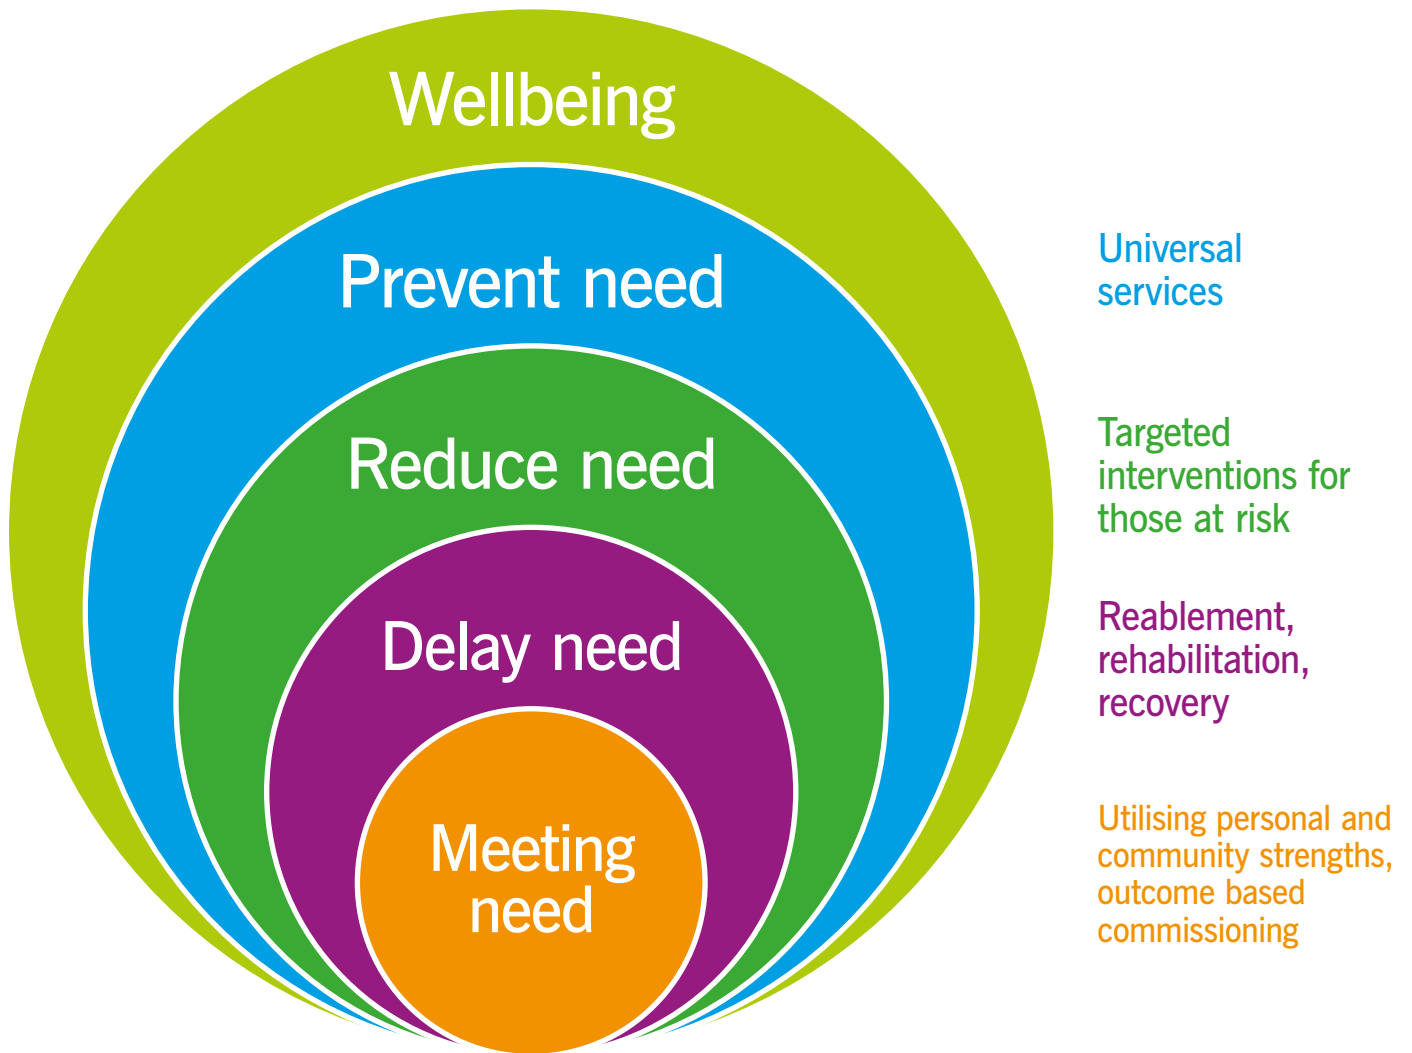 Wellbeing
Prevent need
Universal
services
Reduce need
Targeted
interventions for
those at risk
Delay need
Reablement,
rehabilitation,
recovery
Meeting
need
Utilising personal and
community strengths,
outcome based
commissioning